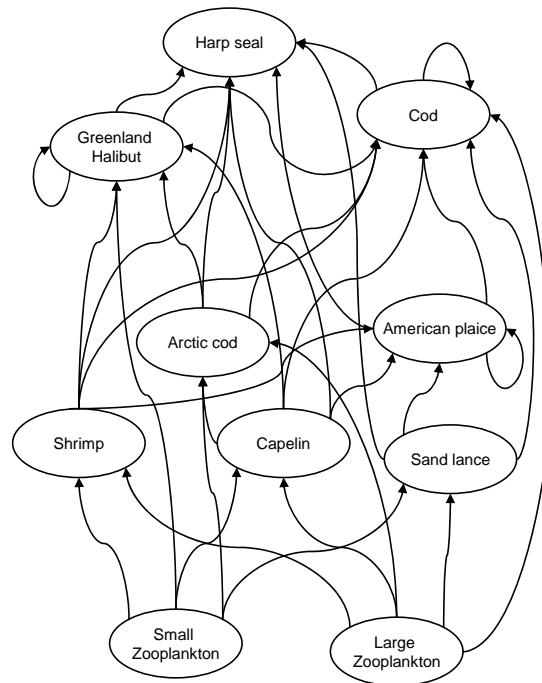 Harp seal
Cod
Greenland
Halibut
Arctic cod
American plaice
Shrimp
Capelin
Sand lance
Small
Zooplankton
Large
Zooplankton